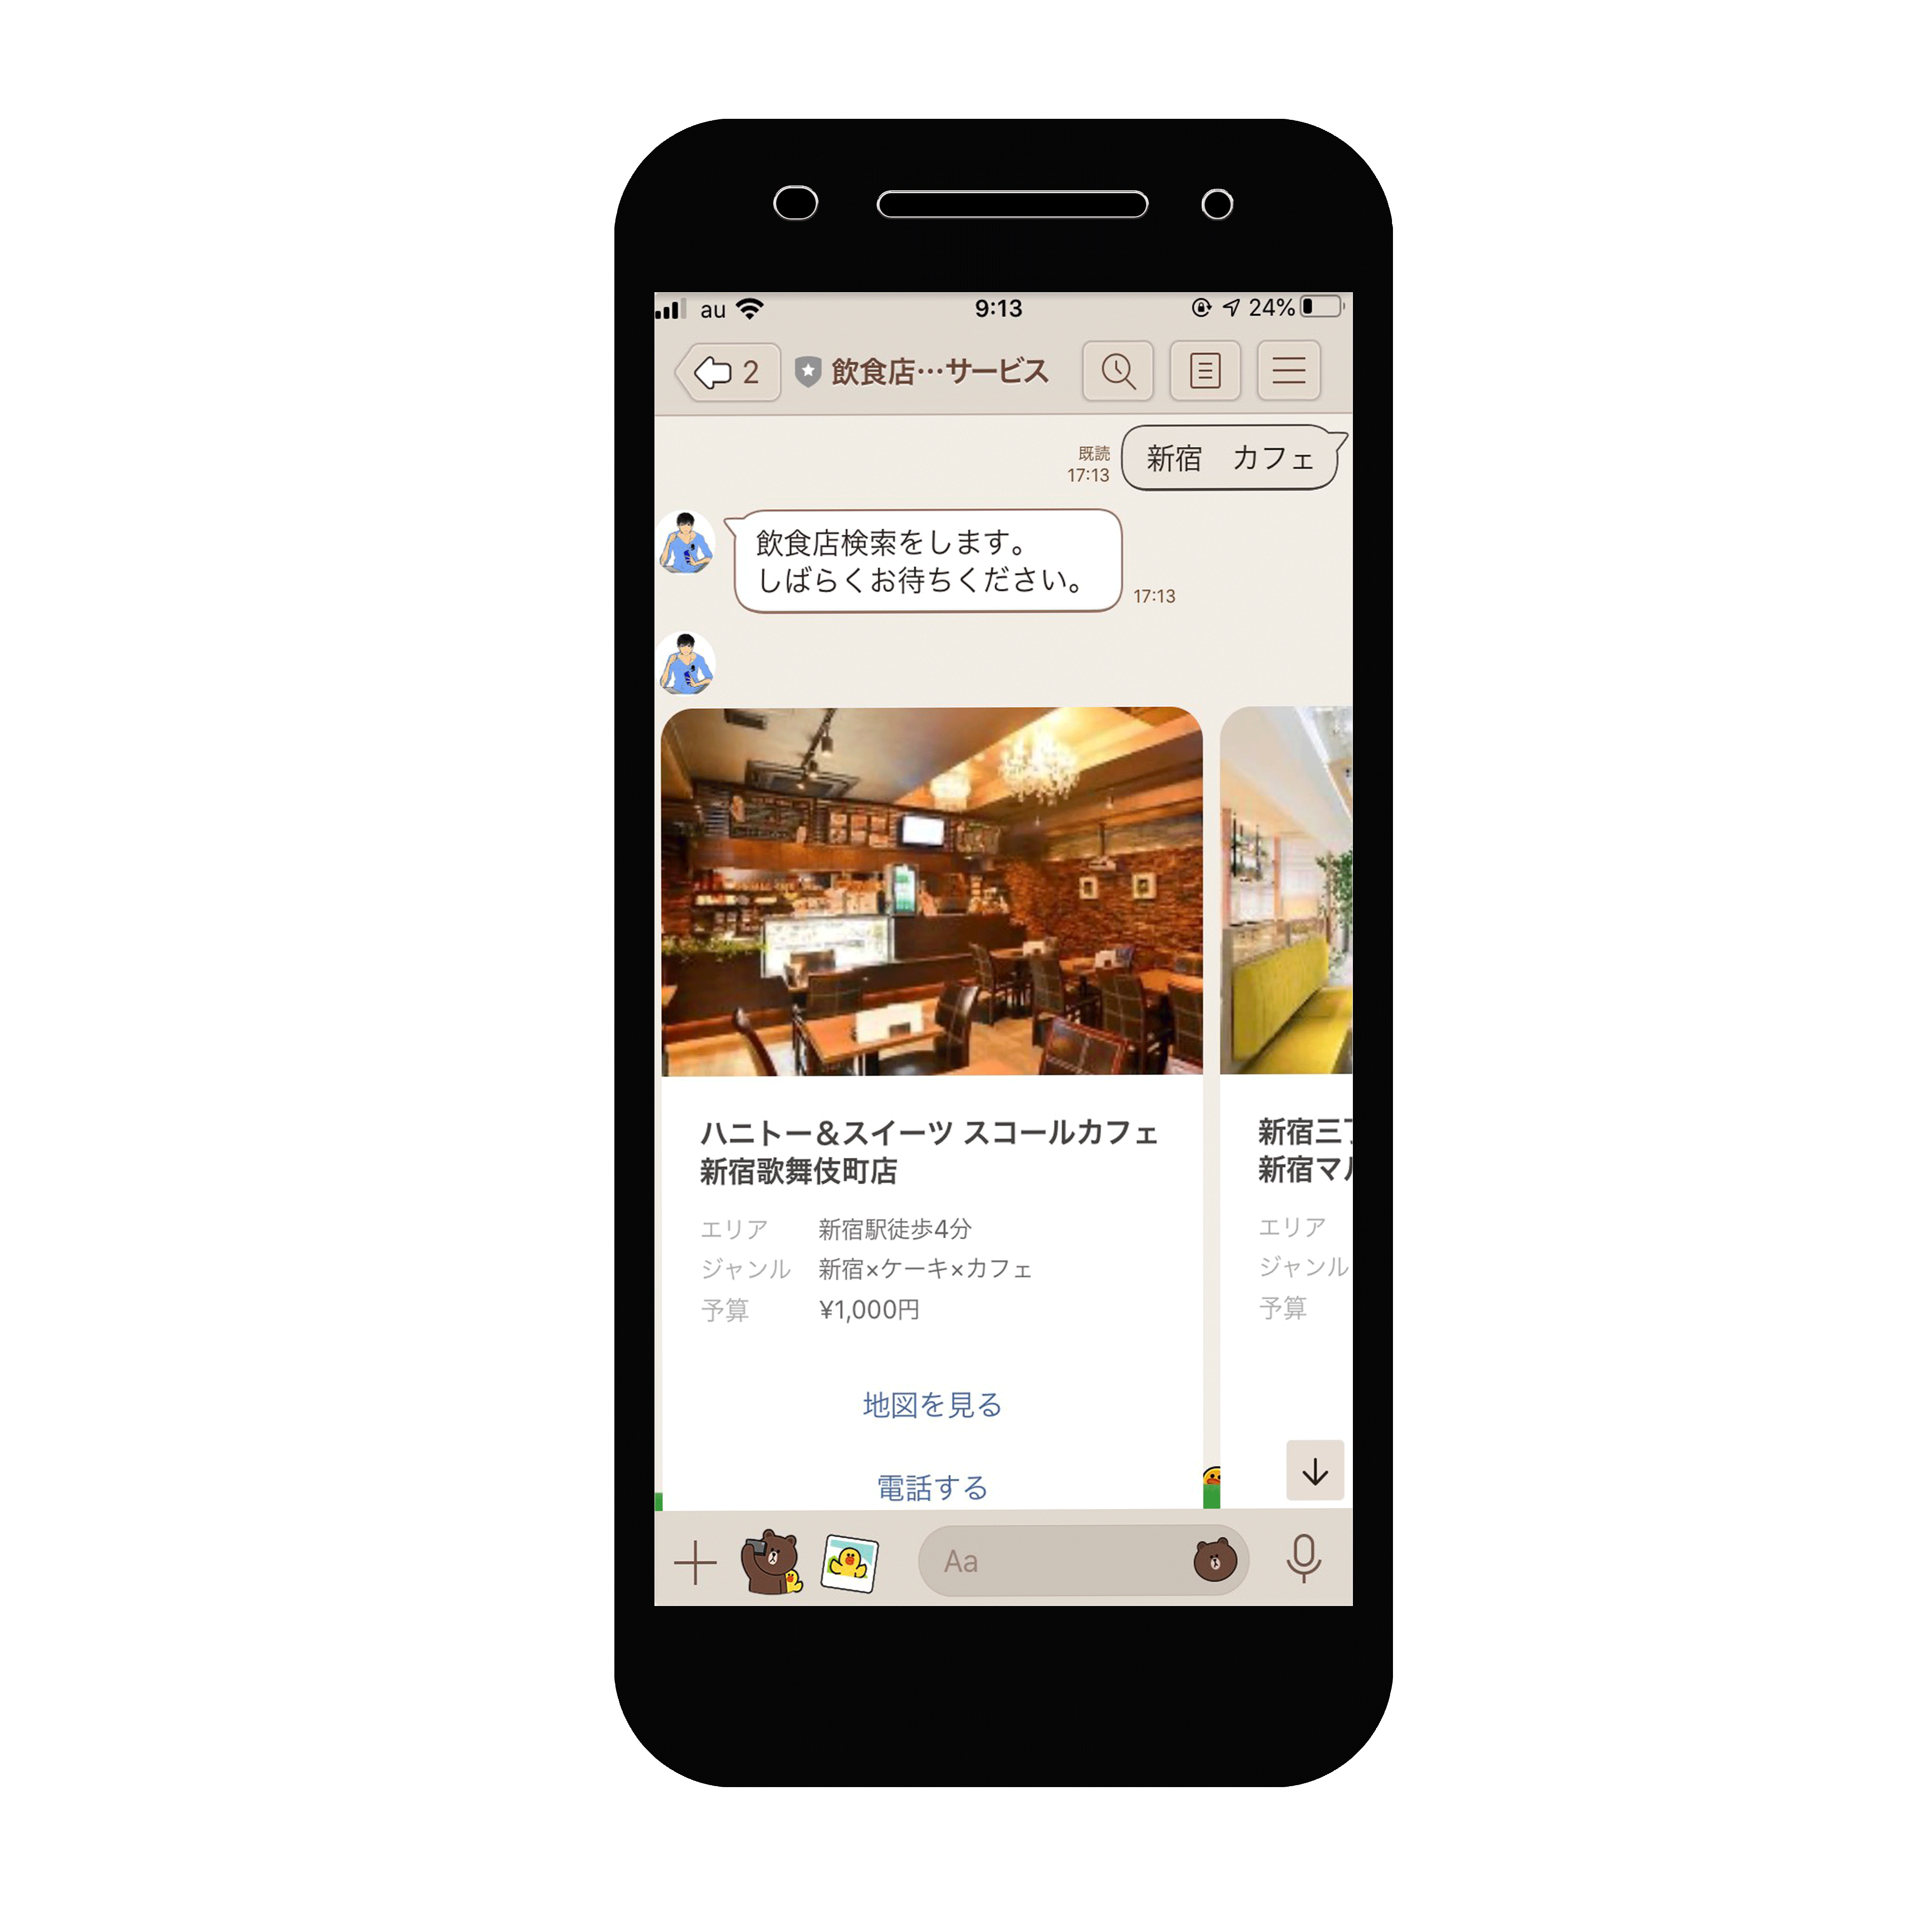 au 9:13 24%
2 飲食店…サービス
新宿　カフェ
既読
17:13
飲食店検索をします。
しばらくお待ちください。
17:13
ハニトー＆スイーツ スコールカフェ
新宿歌舞伎町店
エリア 新宿駅徒歩4分
ジャンル 新宿×ケーキ×カフェ
予算 ¥1,000円
地図を見る
電話する
新宿三
新宿マ
エリア
ジャンル
予算
Aa